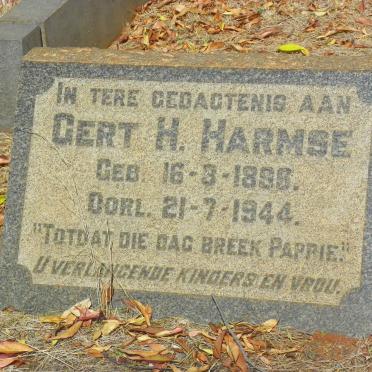 IN TERE GEDAGTENIS AAN
GERT H. HARMSE
GEB. 16-3-1898.
OORL. 21-7-1944.
"TOTDAT DIE DAG BREEK PAPPIE."
U VERLANGENDE KINDERS EN VROU.